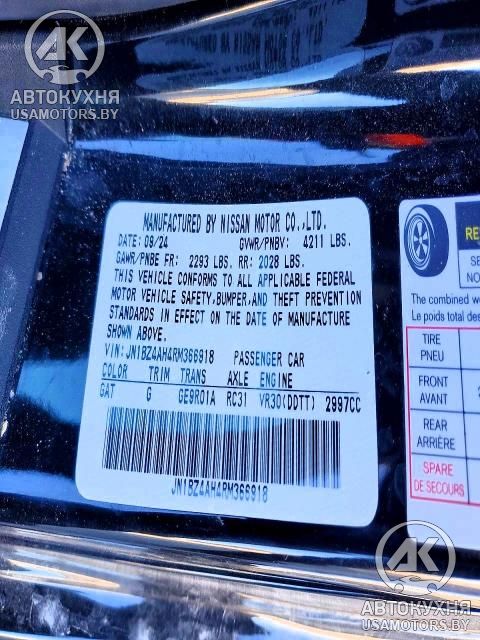 AK
АВТОКУХНЯ
USAMOTORS.BY
MANUFACTURED BY NISSAN MOTOR CO.,LTD.
DATE: 09/24 GVWR/PNBV: 4211 LBS.
GAWR/PNBE FR: 2293 LBS. RR: 2028 LBS.
THIS VEHICLE CONFORMS TO ALL APPLICABLE FEDERAL
MOTOR VEHICLE SAFETY, BUMPER, AND THEFT PREVENTION
STANDARDS IN EFFECT ON THE DATE OF MANUFACTURE
SHOWN ABOVE.
VIN: JN1BZ4AH4RM366918 PASSENGER CAR
COLOR TRIM TRANS AXLE ENGINE
GAT G GE9R01A RC31 VR30(DDTT) 2997CC
JN1BZ4AH4RM366918
The combined
Le poids total des
TIRE
PNEU
FRONT
AVANT
REAR
ARRIÈRE
SPARE
DE SECOURS
AK
АВТОКУХНЯ
USAMOTORS.BY